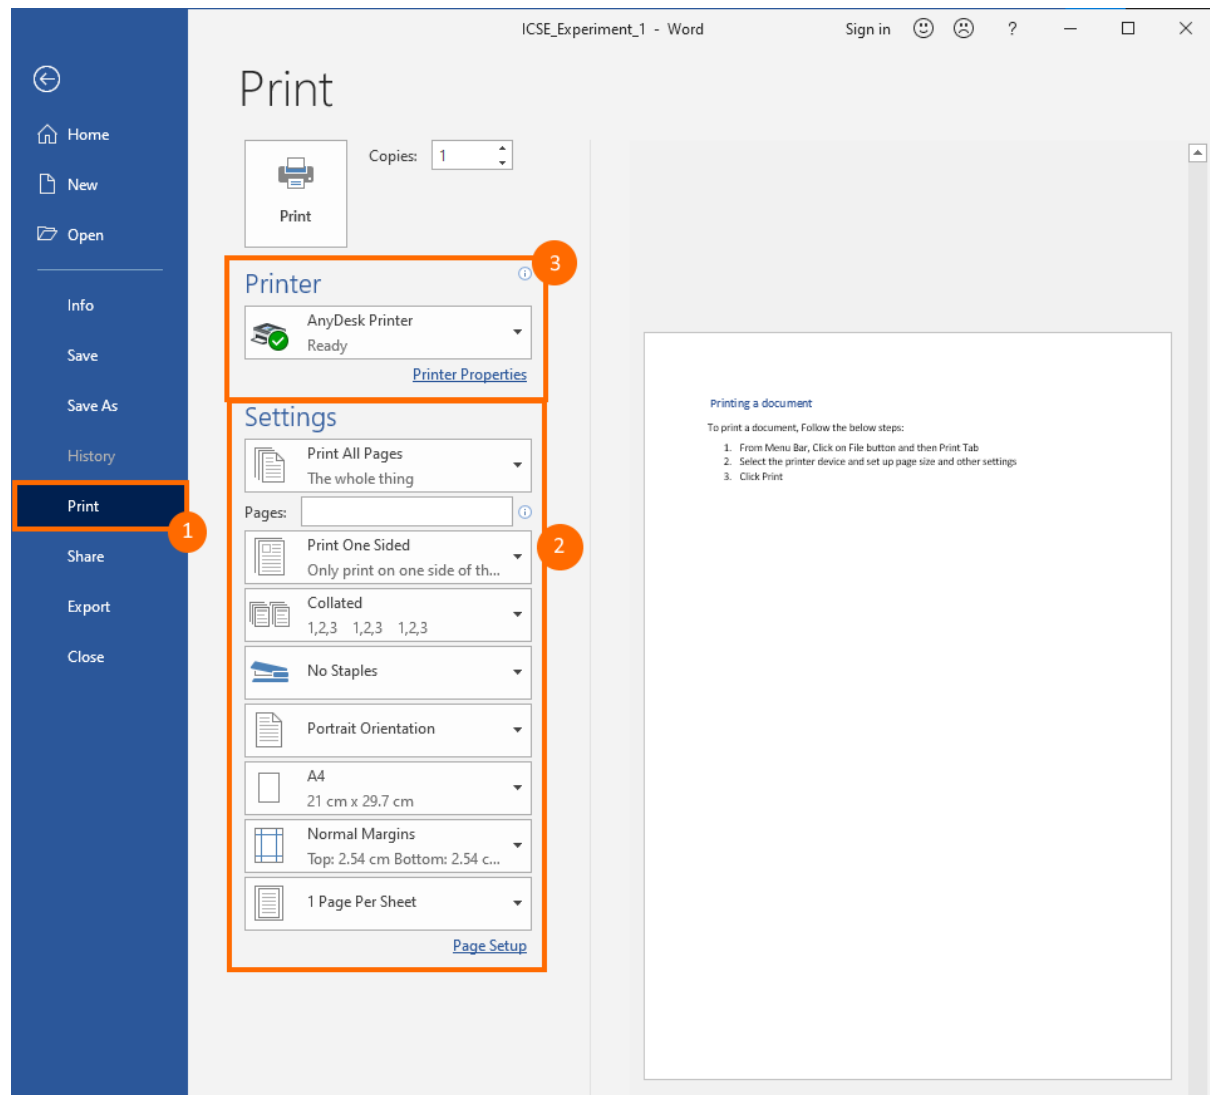 ICSE_Experiment_1 - Word
Sign in
?
Print
Home
New
Open
Info
Save
Save As
History
Print
1
Share
Export
Close
Copies: 1
Print
3
Printer
AnyDesk Printer
Ready
Printer Properties
Settings
Print All Pages
The whole thing
Pages:
2
Print One Sided
Only print on one side of th...
Collated
1,2,3 1,2,3 1,2,3
No Staples
Portrait Orientation
A4
21 cm x 29.7 cm
Normal Margins
Top: 2.54 cm Bottom: 2.54 c...
1 Page Per Sheet
Page Setup
Printing a document
To print a document, Follow the below steps:
1. From Menu Bar, Click on File button and then Print Tab
2. Select the printer device and set up page size and other settings
3. Click Print